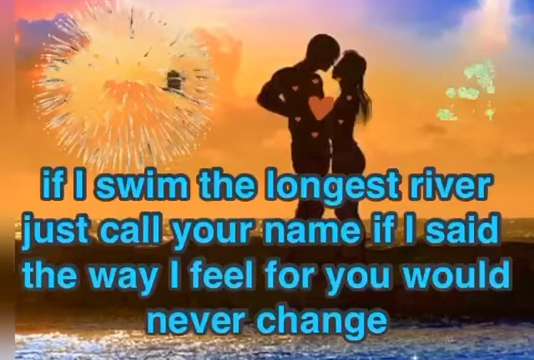 if I swim the longest river
just call your name if I said
the way I feel for you would
never change